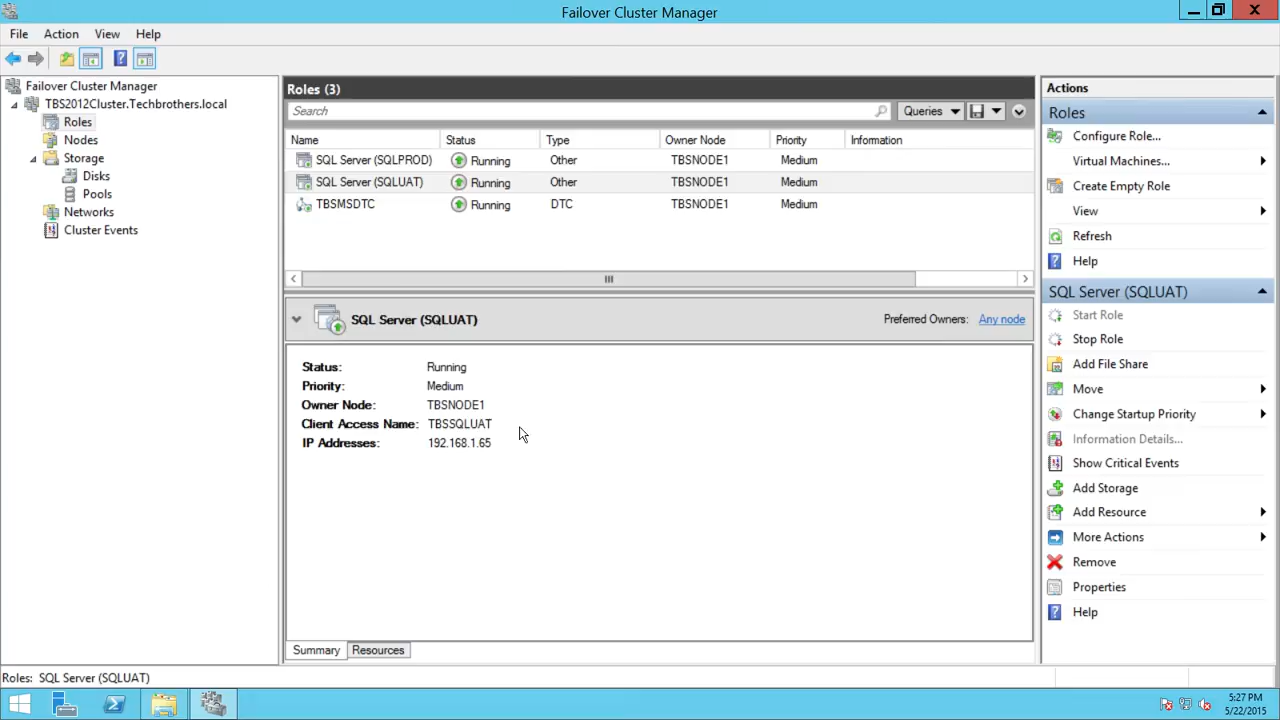 Failover Cluster Manager
File Action View Help
Failover Cluster Manager
TBS2012Cluster.Techbrothers.local
Roles
Nodes
Storage
Disks
Pools
Networks
Cluster Events
Roles (3)
Search
Queries
Name Status Type Owner Node Priority Information
SQL Server (SQLPROD) Running Other TBSNODE1 Medium
SQL Server (SQLUAT) Running Other TBSNODE1 Medium
TBSMSDTC Running DTC TBSNODE1 Medium
SQL Server (SQLUAT) Preferred Owners: Any node
Status: Running
Priority: Medium
Owner Node: TBSNODE1
Client Access Name: TBSSQLUAT
IP Addresses: 192.168.1.65
Summary Resources
Actions
Roles
Configure Role...
Virtual Machines...
Create Empty Role
View
Refresh
Help
SQL Server (SQLUAT)
Start Role
Stop Role
Add File Share
Move
Change Startup Priority
Information Details...
Show Critical Events
Add Storage
Add Resource
More Actions
Remove
Properties
Help
Roles: SQL Server (SQLUAT)
5:27 PM
5/22/2015